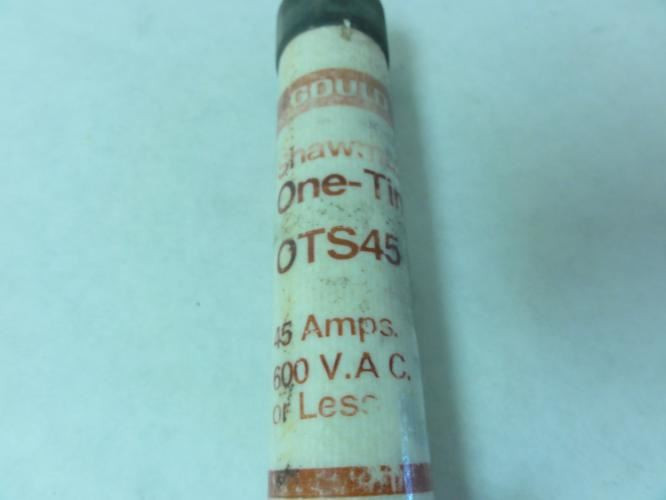 GOULD
Shawmut
One-Tim
OTS45
45 Amps.
600 V.A.C.
or Less